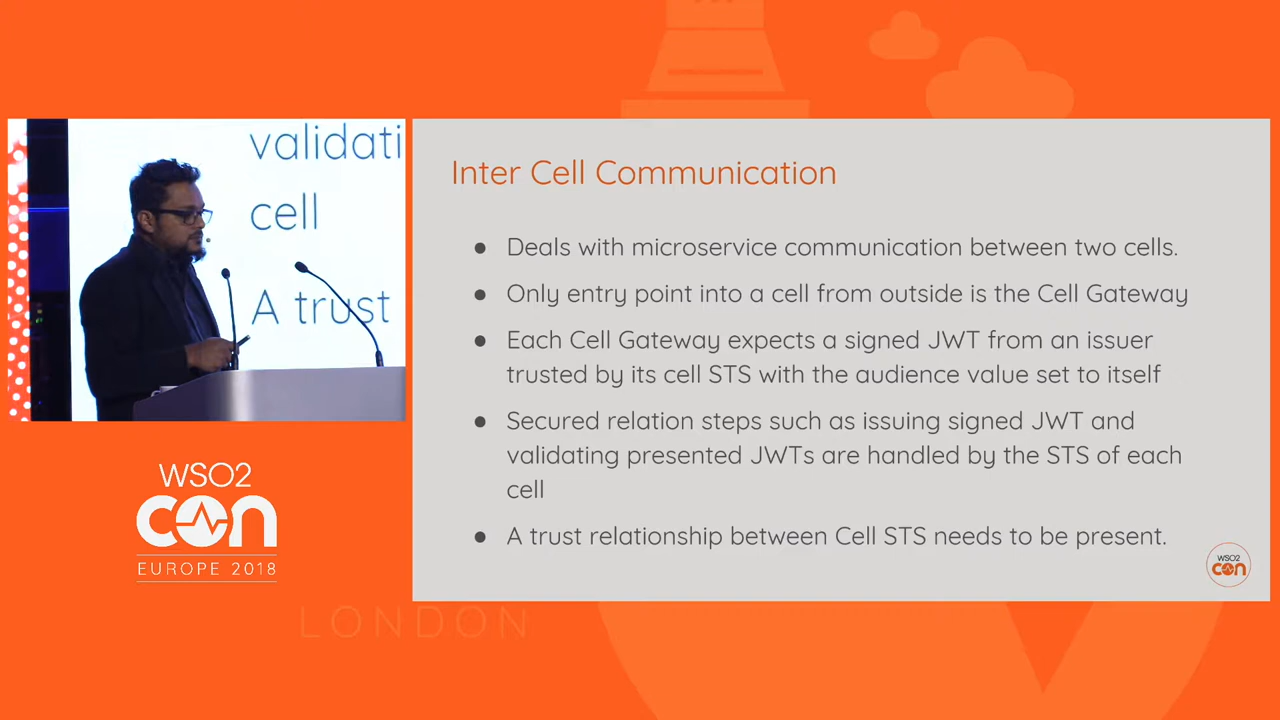 validati
cell
A trust
WSO2
CON
EUROPE 2018
LONDON
Inter Cell Communication
● Deals with microservice communication between two cells.
● Only entry point into a cell from outside is the Cell Gateway
● Each Cell Gateway expects a signed JWT from an issuer
trusted by its cell STS with the audience value set to itself
● Secured relation steps such as issuing signed JWT and
validating presented JWTs are handled by the STS of each
cell
● A trust relationship between Cell STS needs to be present.
WSO2
CON